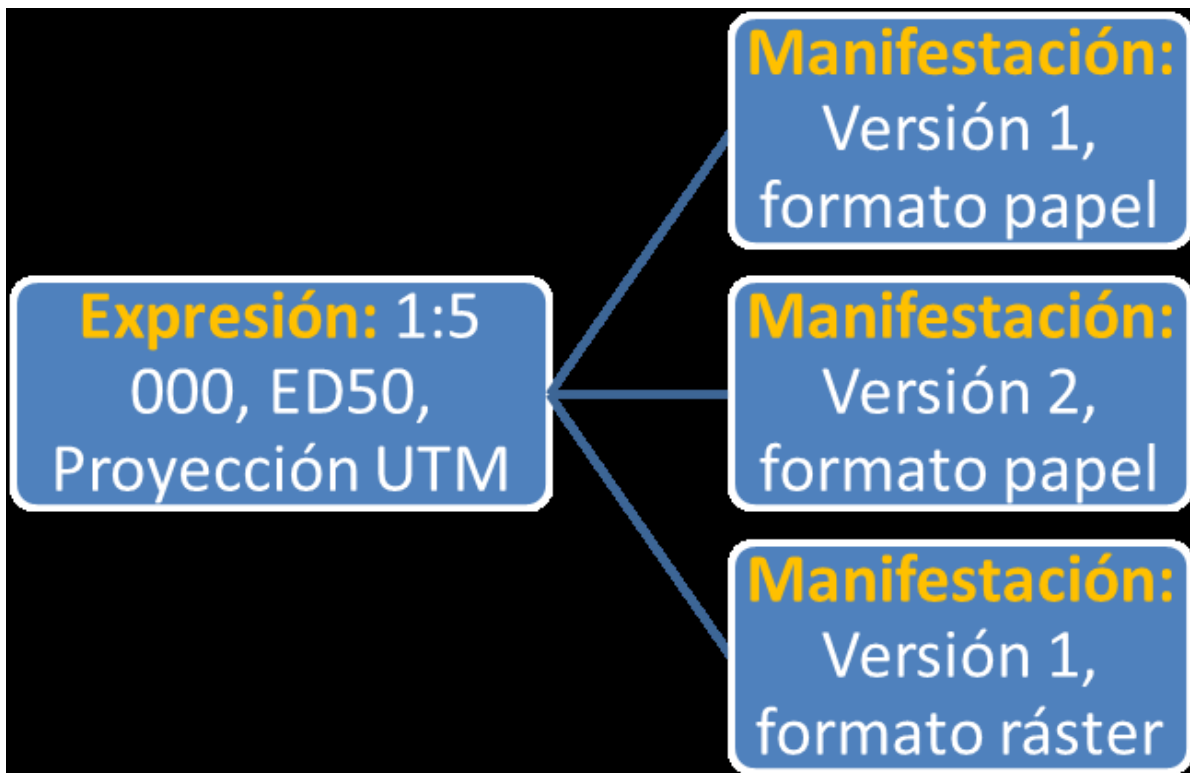 Manifestación:
Versión 1,
formato papel
Expresión: 1:5
000, ED50,
Proyección UTM
Manifestación:
Versión 2,
formato papel
Manifestación:
Versión 1,
formato ráster